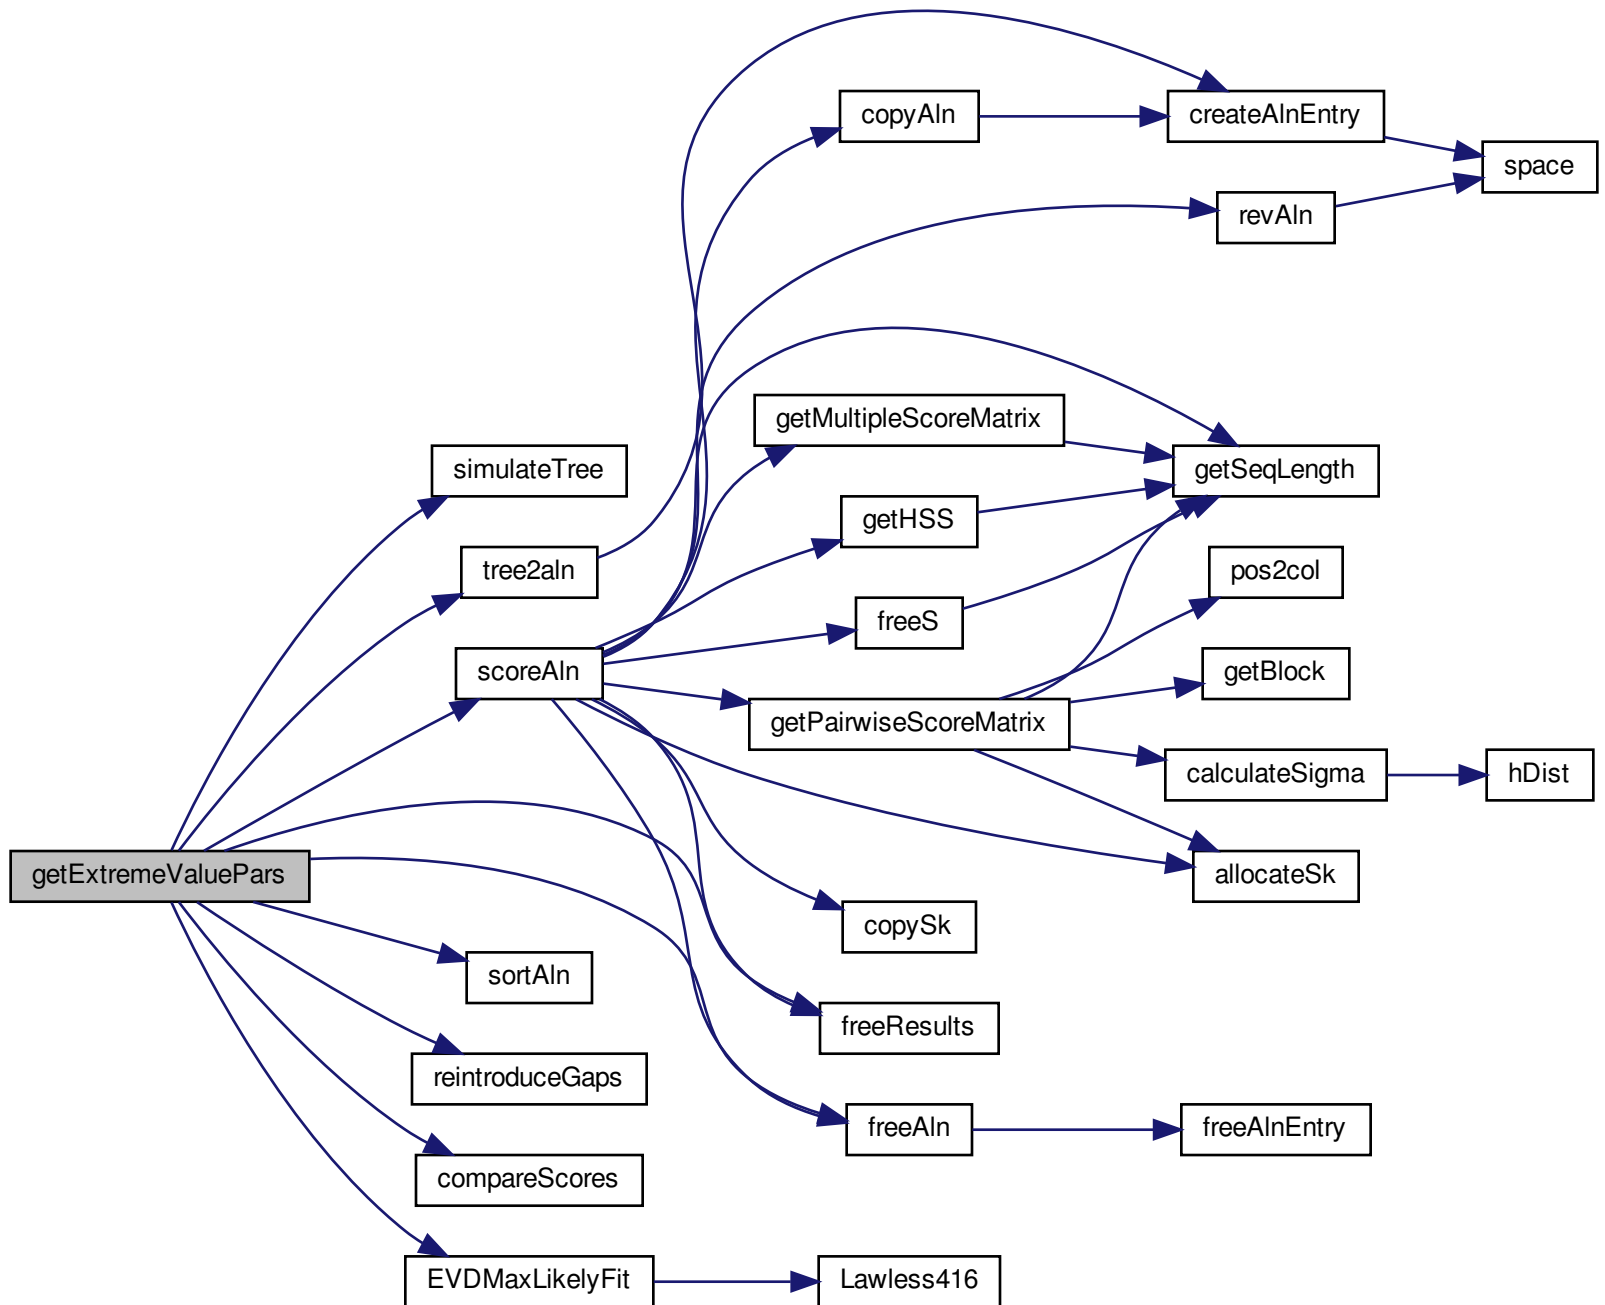 copyAln
createAlnEntry
space
revAln
getMultipleScoreMatrix
simulateTree
getSeqLength
getHSS
tree2aln
pos2col
freeS
scoreAln
getBlock
getPairwiseScoreMatrix
calculateSigma
hDist
getExtremeValuePars
allocateSk
copySk
sortAln
freeResults
reintroduceGaps
freeAln
freeAlnEntry
compareScores
EVDMaxLikelyFit
Lawless416